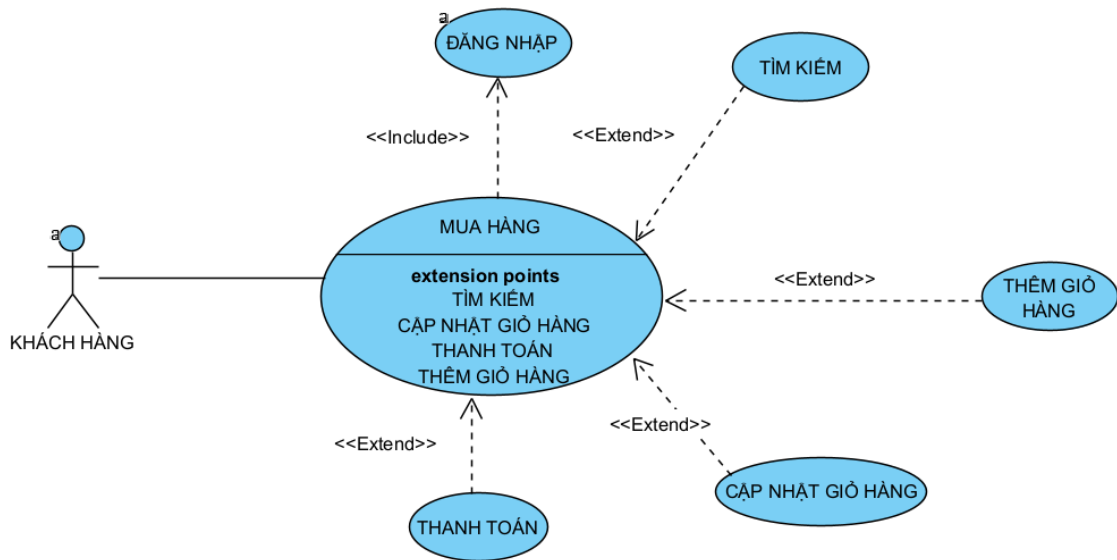 a
ĐĂNG NHẬP
TÌM KIẾM
<<Include>>
<<Extend>>
MUA HÀNG
a
extension points
TÌM KIẾM
CẬP NHẬT GIỎ HÀNG
THANH TOÁN
THÊM GIỎ HÀNG
KHÁCH HÀNG
<<Extend>>
THÊM GIỎ
HÀNG
<<Extend>>
<<Extend>>
CẬP NHẬT GIỎ HÀNG
THANH TOÁN